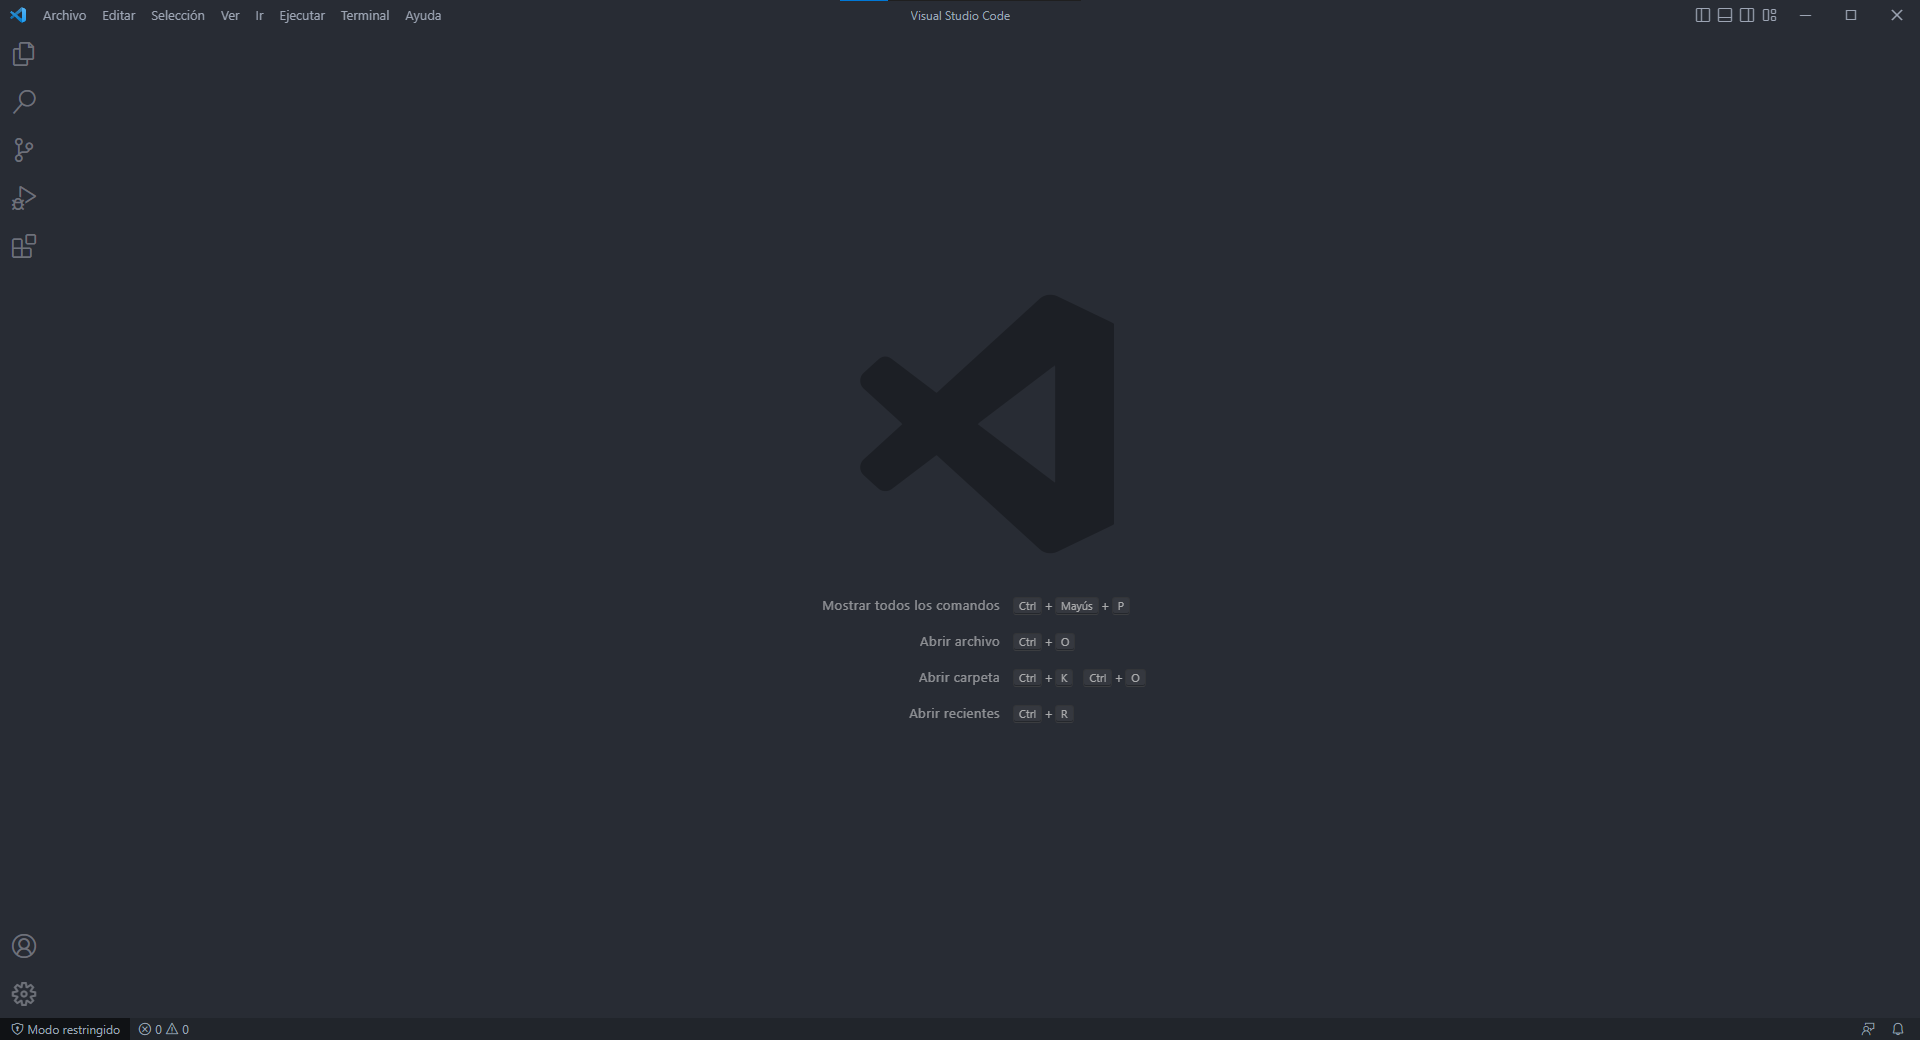 Archivo Editar Selección Ver Ir Ejecutar Terminal Ayuda Visual Studio Code
Mostrar todos los comandos Ctrl + Mayús + P
Abrir archivo Ctrl + O
Abrir carpeta Ctrl + K Ctrl + O
Abrir recientes Ctrl + R
Modo restringido 0 0